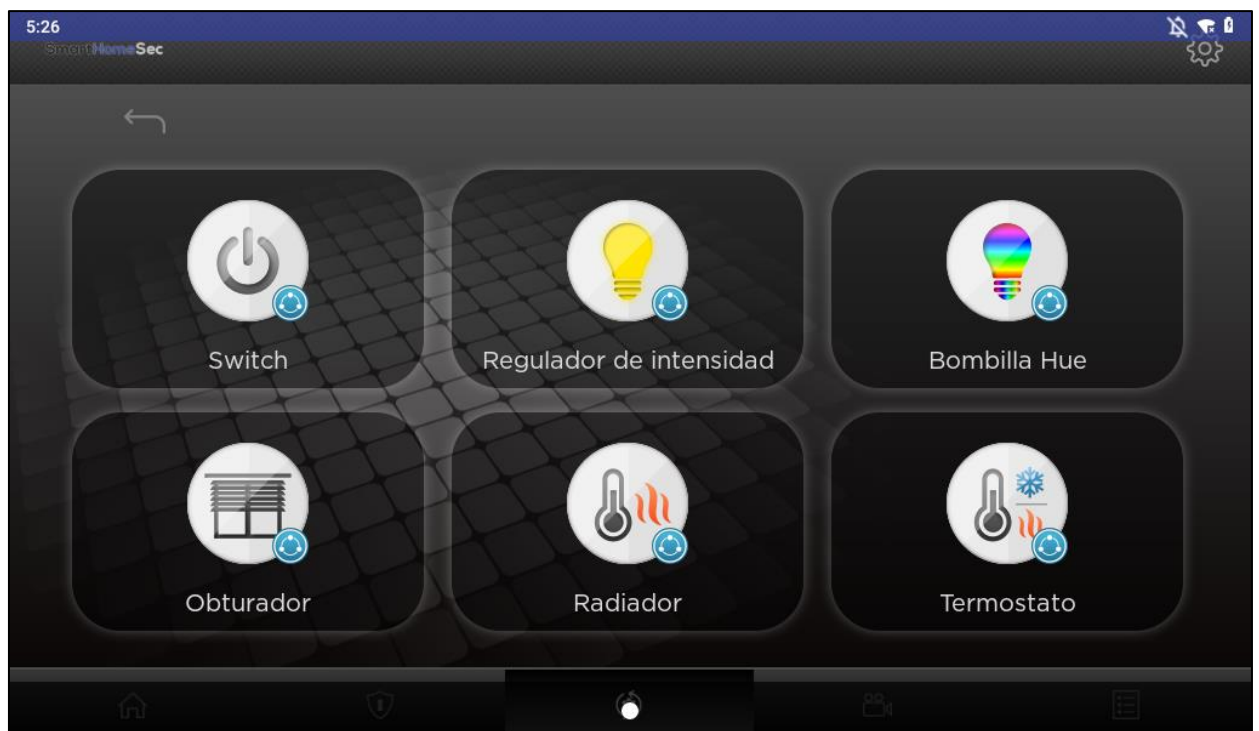 5:26
SmartHomeSec
Switch
Regulador de intensidad
Bombilla Hue
Obturador
Radiador
Termostato